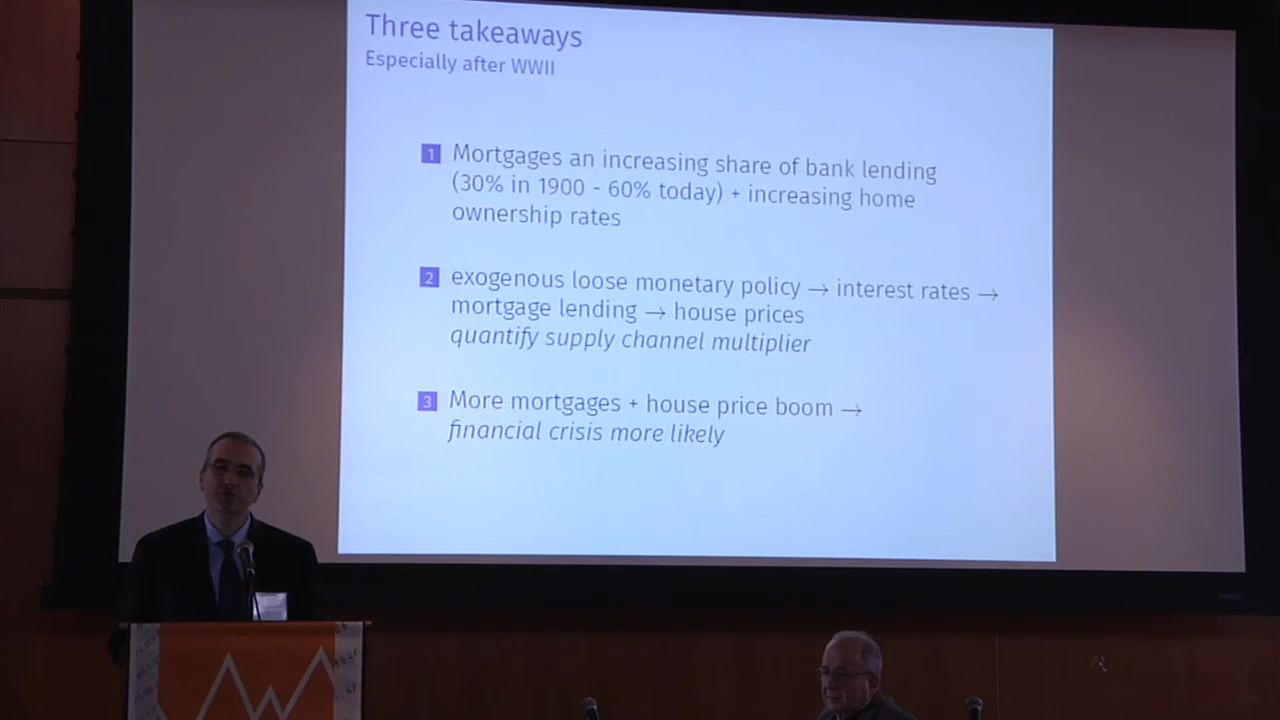 Three takeaways
Especially after WWII
1 Mortgages an increasing share of bank lending
(30% in 1900 - 60% today) + increasing home
ownership rates
2 exogenous loose monetary policy → interest rates →
mortgage lending → house prices
quantify supply channel multiplier
3 More mortgages + house price boom →
financial crisis more likely